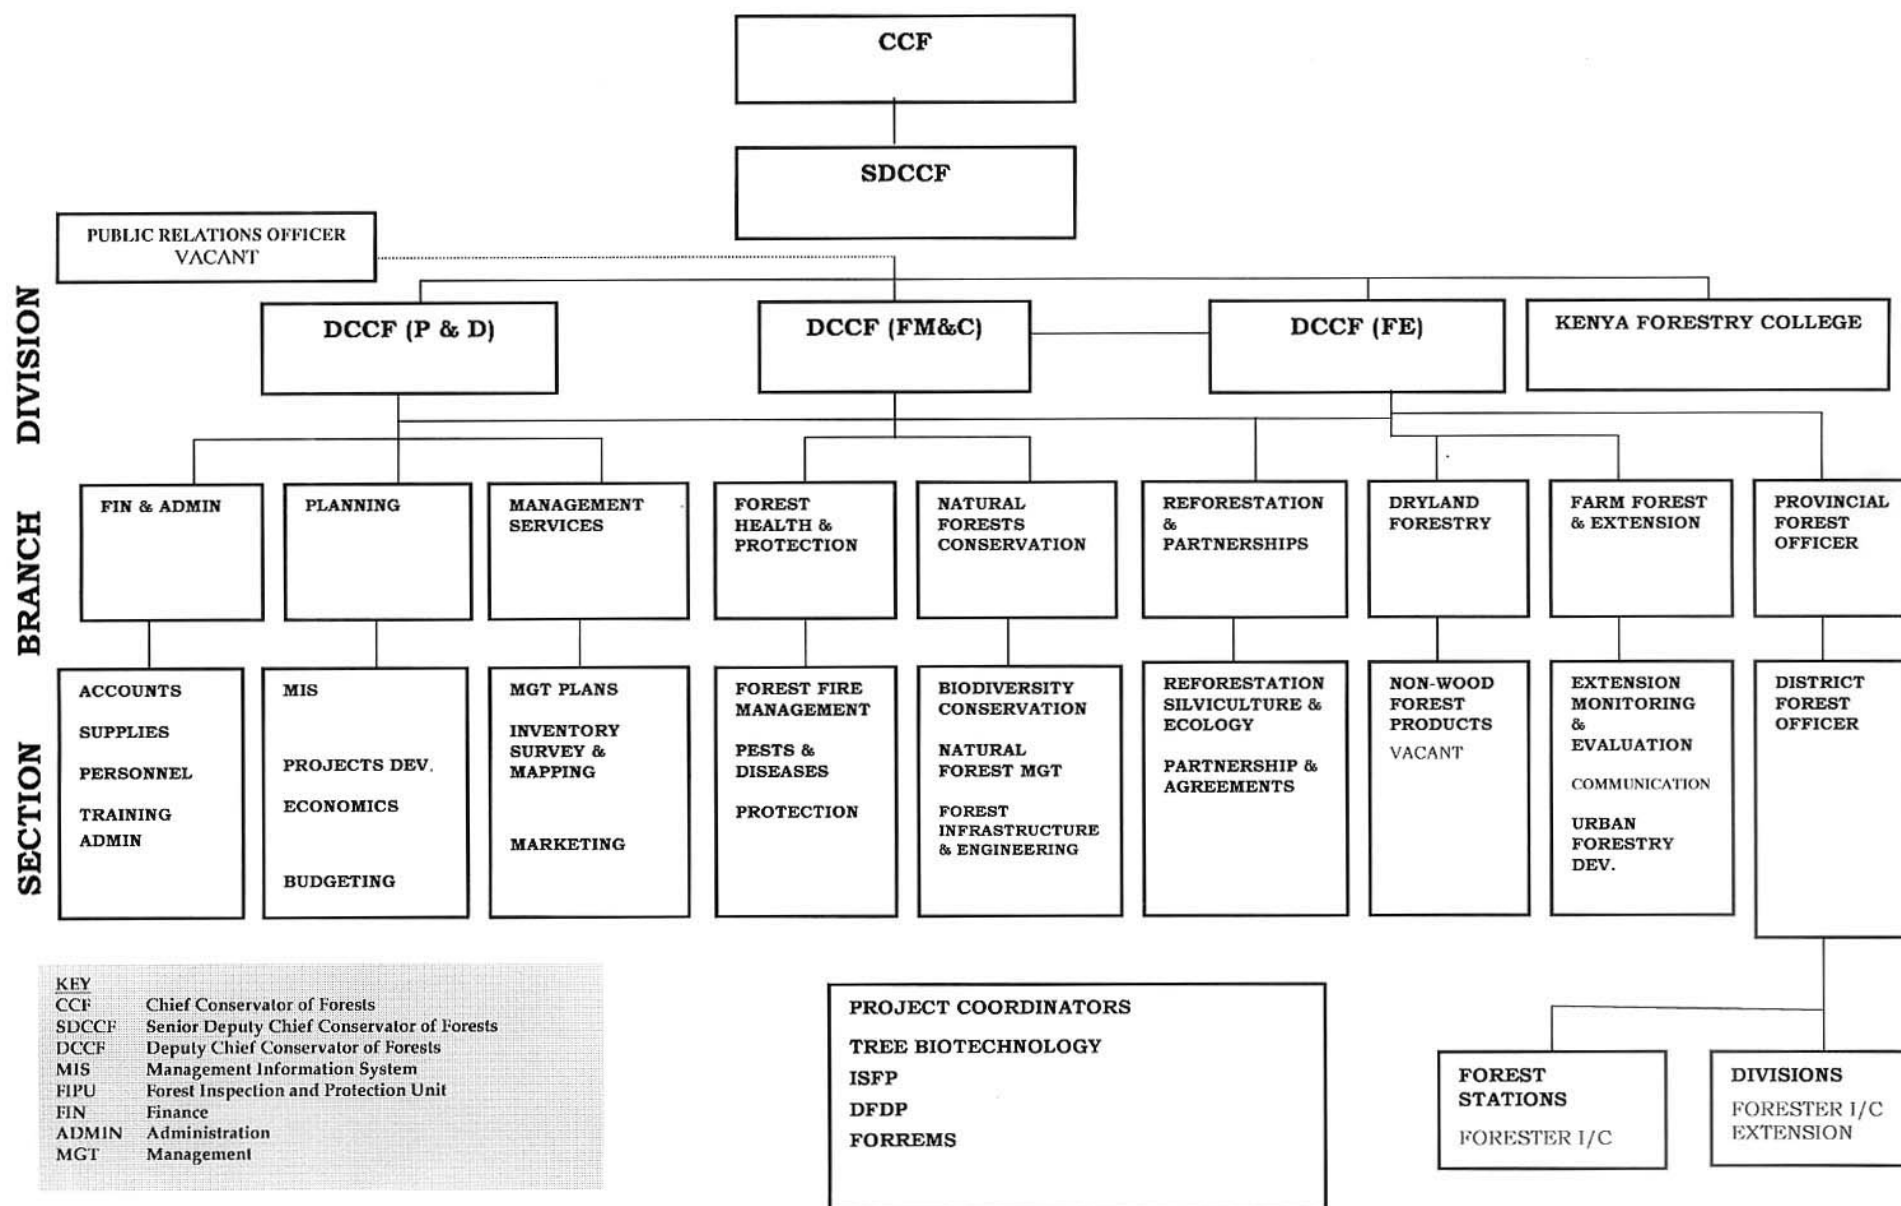 CCF
SDCCF
PUBLIC RELATIONS OFFICER
VACANT
DIVISION
DCCF (P & D)
DCCF (FM&C)
DCCF (FE)
KENYA FORESTRY COLLEGE
BRANCH
FIN & ADMIN
PLANNING
MANAGEMENT
SERVICES
FOREST
HEALTH &
PROTECTION
NATURAL
FORESTS
CONSERVATION
REFORESTATION
&
PARTNERSHIPS
DRYLAND
FORESTRY
FARM FOREST
& EXTENSION
PROVINCIAL
FOREST
OFFICER
SECTION
ACCOUNTS
SUPPLIES
PERSONNEL
TRAINING
ADMIN
MIS
PROJECTS DEV.
ECONOMICS
BUDGETING
MGT PLANS
INVENTORY
SURVEY &
MAPPING
MARKETING
FOREST FIRE
MANAGEMENT
PESTS &
DISEASES
PROTECTION
BIODIVERSITY
CONSERVATION
NATURAL
FOREST MGT
FOREST
INFRASTRUCTURE
& ENGINEERING
REFORESTATION
SILVICULTURE &
ECOLOGY
PARTNERSHIP &
AGREEMENTS
NON-WOOD
FOREST
PRODUCTS
VACANT
EXTENSION
MONITORING
&
EVALUATION
COMMUNICATION
URBAN
FORESTRY
DEV.
DISTRICT
FOREST
OFFICER
KEY
CCF Chief Conservator of Forests
SDCCF Senior Deputy Chief Conservator of Forests
DCCF Deputy Chief Conservator of Forests
MIS Management Information System
FIPU Forest Inspection and Protection Unit
FIN Finance
ADMIN Administration
MGT Management
PROJECT COORDINATORS
TREE BIOTECHNOLOGY
ISFP
DFDP
FORREMS
FOREST
STATIONS
FORESTER I/C
DIVISIONS
FORESTER I/C
EXTENSION